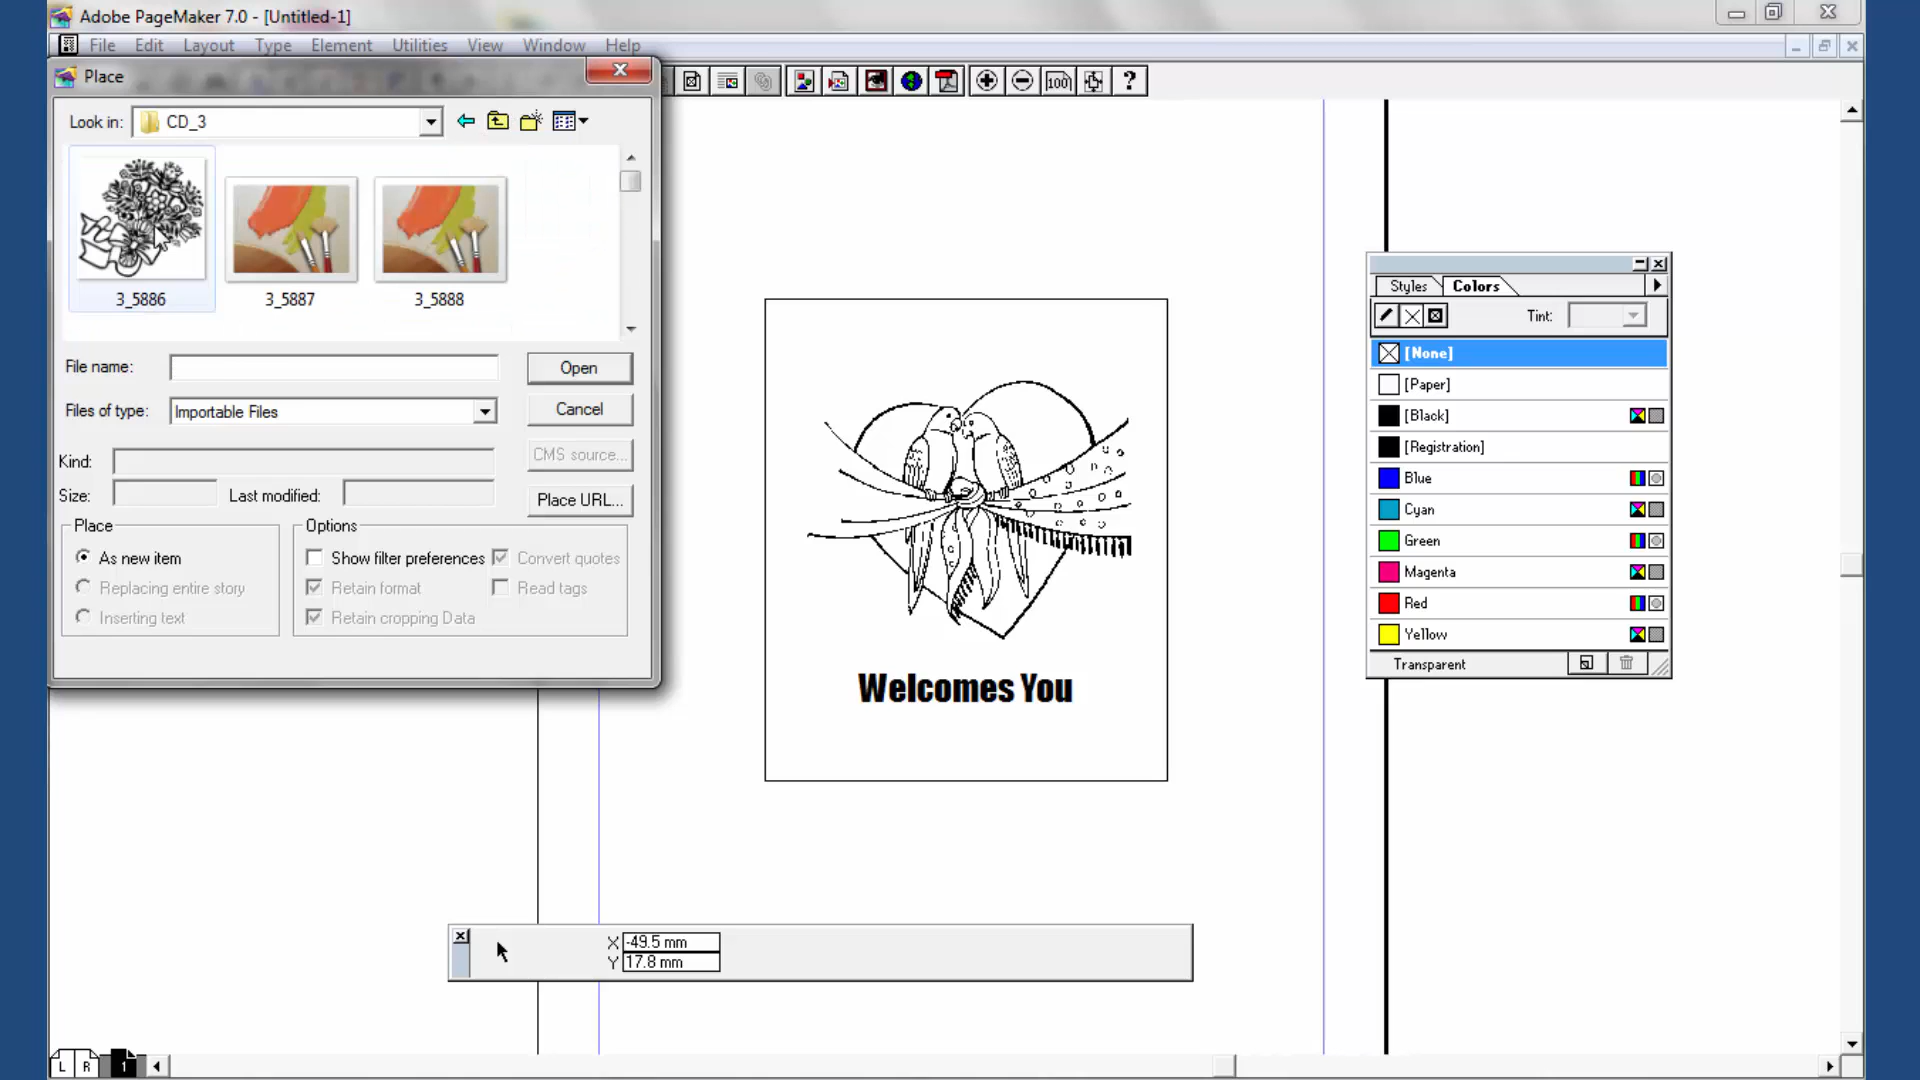 Adobe PageMaker 7.0 - [Untitled-1]
File Edit Layout Type Element Utilities View Window Help
Place
Look in: CD_3
3_5886 3_5887 3_5888
File name: Open
Files of type: Importable Files Cancel
Kind: CMS source...
Size: Last modified: Place URL...
Place
As new item
Replacing entire story
Inserting text
Options
Show filter preferences Convert quotes
Retain format Read tags
Retain cropping Data
100
?
Welcomes You
Styles Colors
Tint:
[None]
[Paper]
[Black]
[Registration]
Blue
Cyan
Green
Magenta
Red
Yellow
Transparent
X -49.5 mm
Y 17.8 mm
L R 1